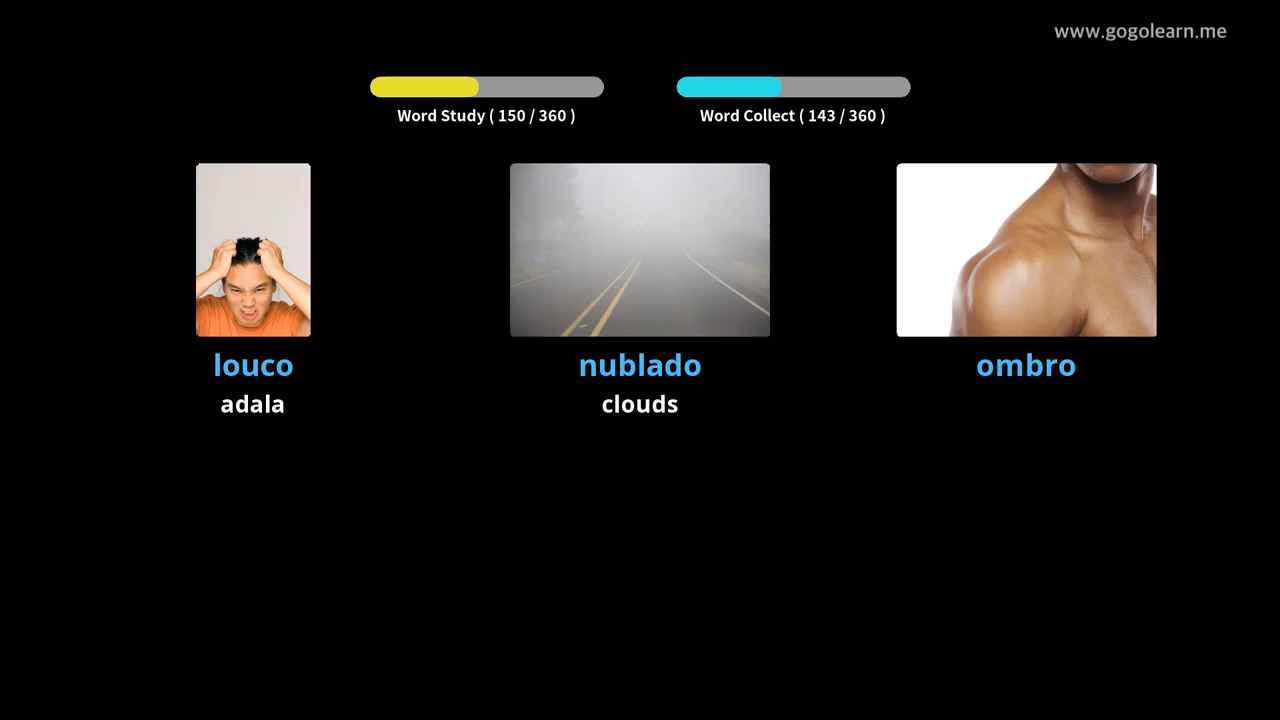 www.gogolearn.me
Word Study ( 150 / 360 )
Word Collect ( 143 / 360 )
louco
adala
nublado
clouds
ombro